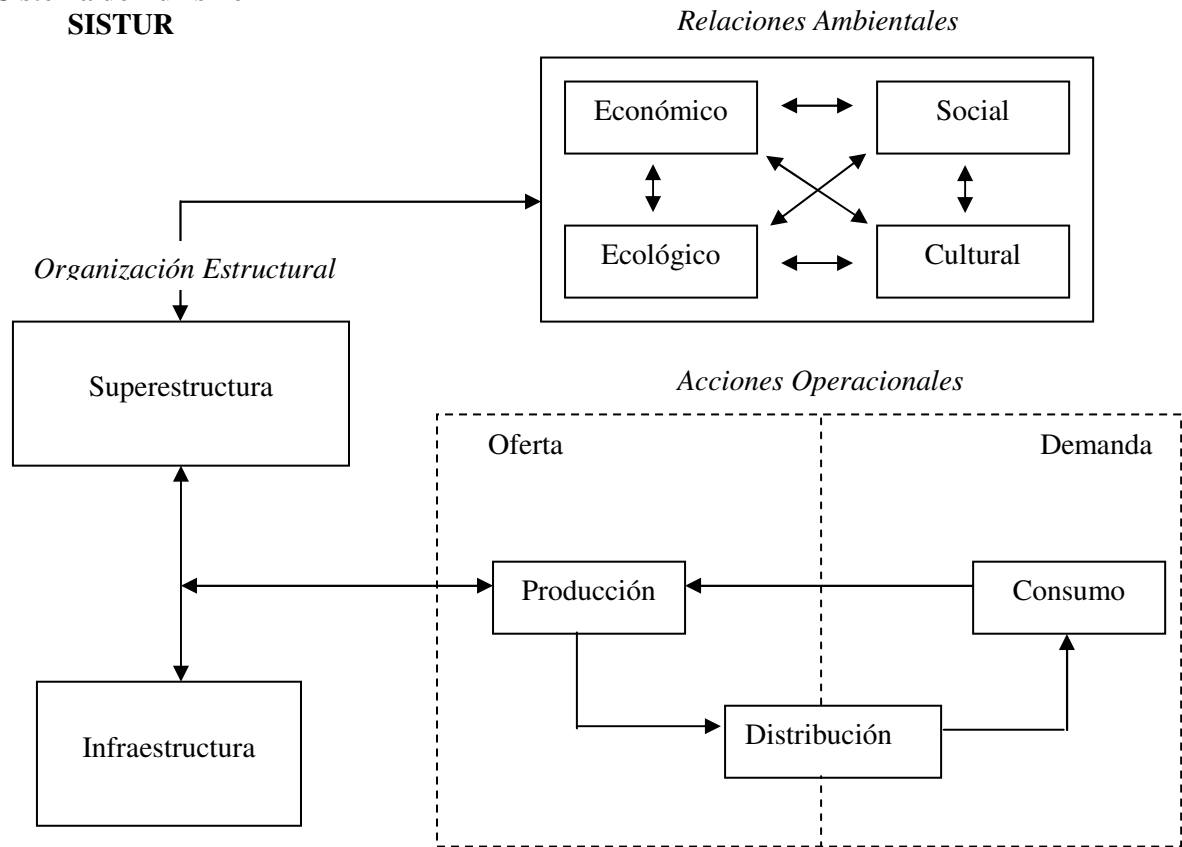 SISTUR
Relaciones Ambientales
Económico
Social
Ecológico
Cultural
Organización Estructural
Superestructura
Acciones Operacionales
Oferta
Demanda
Producción
Consumo
Distribución
Infraestructura